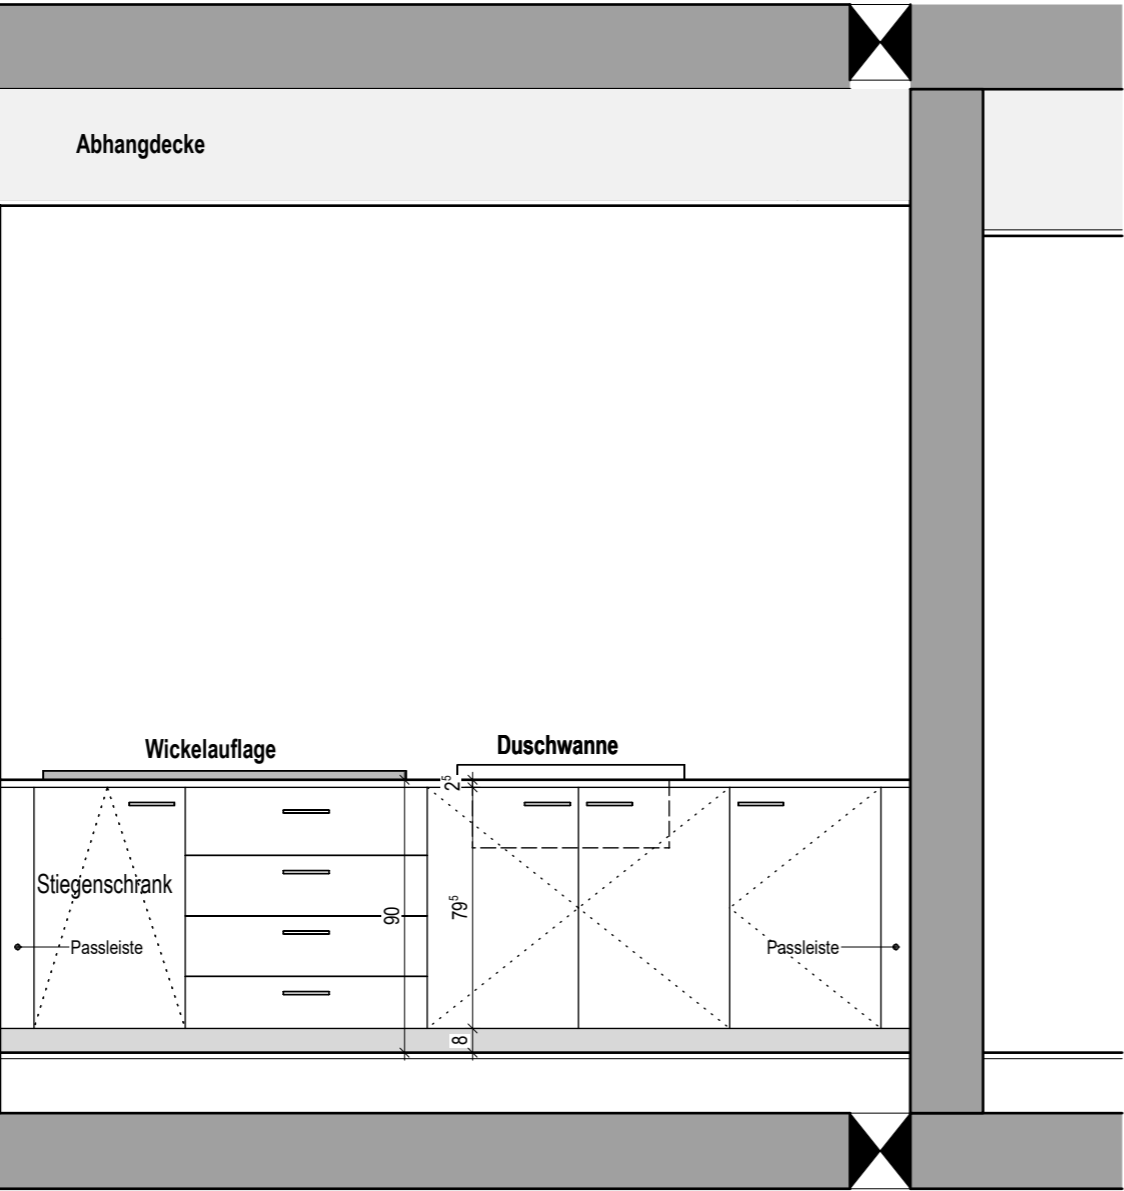 Abhangdecke
Wickelauflage
Duschwanne
2⁵
Stiegenschrank
90
79⁵
Passleiste
Passleiste
8